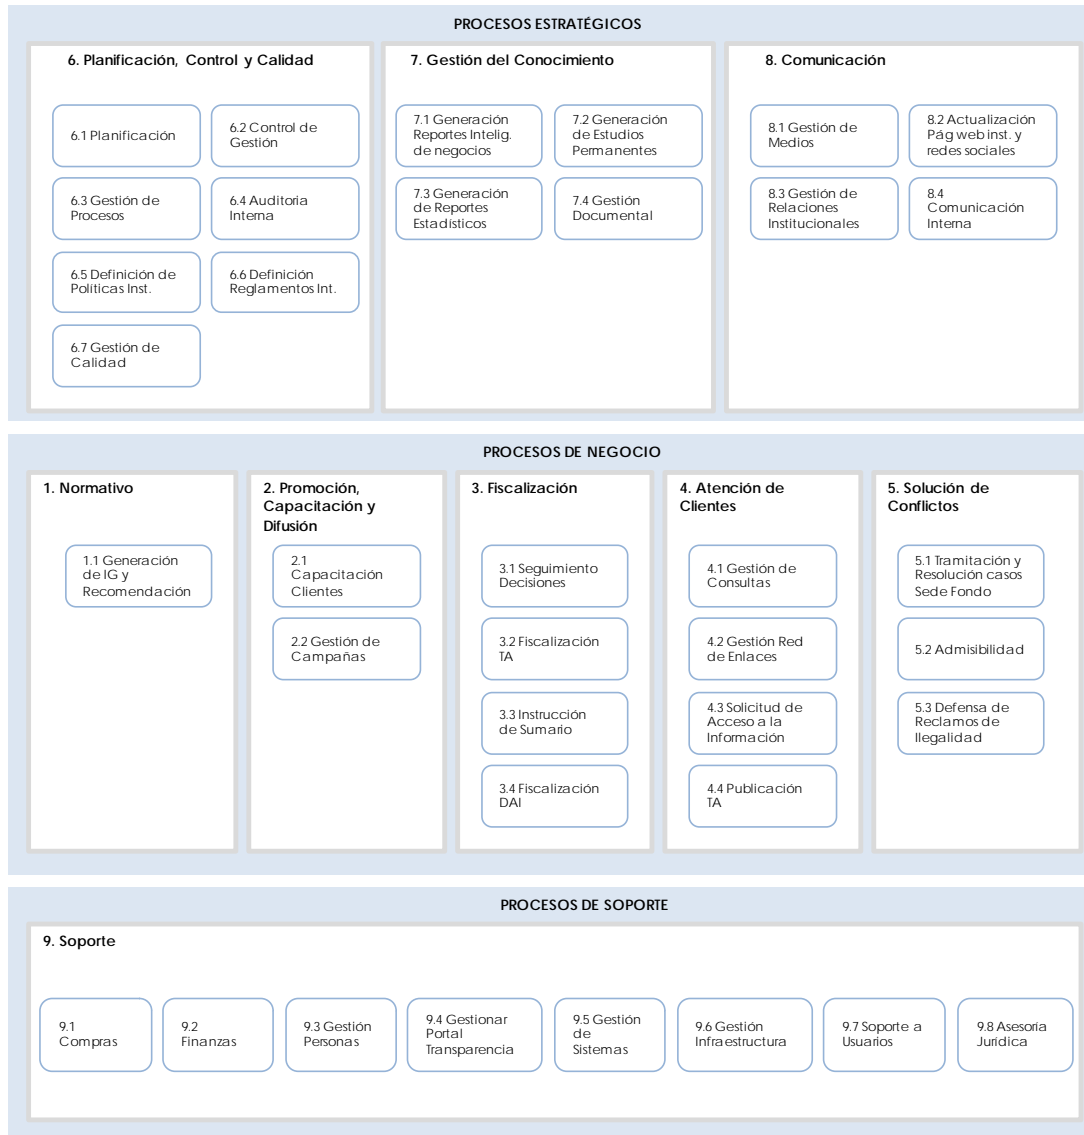 PROCESOS ESTRATÉGICOS
6. Planificación, Control y Calidad
6.1 Planificación
6.2 Control de
Gestión
6.3 Gestión de
Procesos
6.4 Auditoria
Interna
6.5 Definición de
Políticas Inst.
6.6 Definición
Reglamentos Int.
6.7 Gestión de
Calidad
7. Gestión del Conocimiento
7.1 Generación
Reportes Intelig.
de negocios
7.2 Generación
de Estudios
Permanentes
7.3 Generación
de Reportes
Estadísticos
7.4 Gestión
Documental
8. Comunicación
8.1 Gestión de
Medios
8.2 Actualización
Pág web inst. y
redes sociales
8.3 Gestión de
Relaciones
Institucionales
8.4
Comunicación
Interna
PROCESOS DE NEGOCIO
1. Normativo
1.1 Generación
de IG y
Recomendación
2. Promoción,
Capacitación y
Difusión
2.1
Capacitación
Clientes
2.2 Gestión de
Campañas
3. Fiscalización
3.1 Seguimiento
Decisiones
3.2 Fiscalización
TA
3.3 Instrucción
de Sumario
3.4 Fiscalización
DAI
4. Atención de
Clientes
4.1 Gestión de
Consultas
4.2 Gestión Red
de Enlaces
4.3 Solicitud de
Acceso a la
Información
4.4 Publicación
TA
5. Solución de
Conflictos
5.1 Tramitación y
Resolución casos
Sede Fondo
5.2 Admisibilidad
5.3 Defensa de
Reclamos de
Ilegalidad
PROCESOS DE SOPORTE
9. Soporte
9.1
Compras
9.2
Finanzas
9.3 Gestión
Personas
9.4 Gestionar
Portal
Transparencia
9.5 Gestión
de
Sistemas
9.6 Gestión
Infraestructura
9.7 Soporte a
Usuarios
9.8 Asesoría
Jurídica